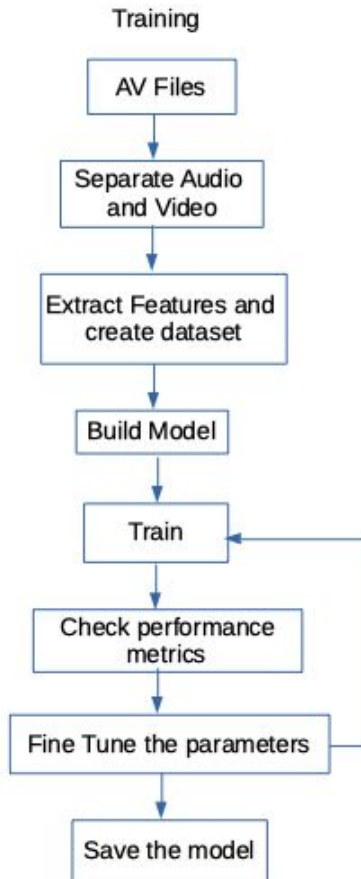 Training
AV Files
Separate Audio
and Video
Extract Features and
create dataset
Build Model
Train
Check performance
metrics
Fine Tune the parameters
Save the model